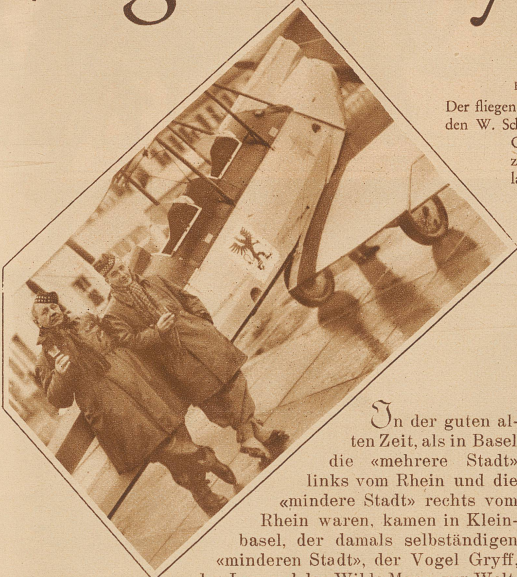 Der fliegen
den W. Sch
In der guten al-
ten Zeit, als in Basel
die «mehrere Stadt»
links vom Rhein und die
«mindere Stadt» rechts vom
Rhein waren, kamen in Klein-
basel, der damals selbständigen
«minderen Stadt», der Vogel Gryff,